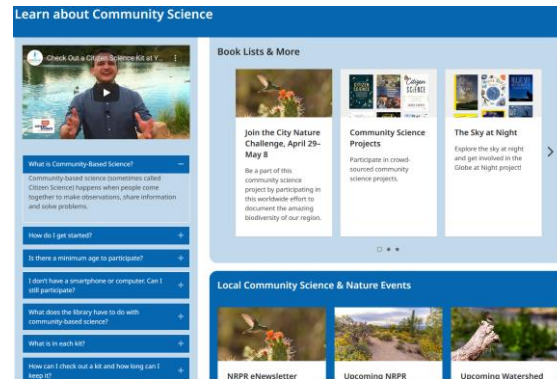 Learn about Community Science
Check Out a Citizen Science Kit at Y...
What is Community-Based Science?
Community-based science (sometimes called
Citizen Science) happens when people come
together to make observations, share information
and solve problems.
How do I get started?
Is there a minimum age to participate?
I don't have a smartphone or computer. Can I
still participate?
What does the library have to do with
community-based science?
What is in each kit?
How can I check out a kit and how long can I
keep it?
Book Lists & More
Join the City Nature
Challenge, April 29–
May 8
Be a part of this
community science
project by participating in
this worldwide effort to
document the amazing
biodiversity of our region.
Community Science
Projects
Participate in crowd-
sourced community
science projects.
The Sky at Night
Explore the sky at night
and get involved in the
Globe at Night project!
Local Community Science & Nature Events
NRPR eNewsletter
Upcoming NRPR
Upcoming Watershed